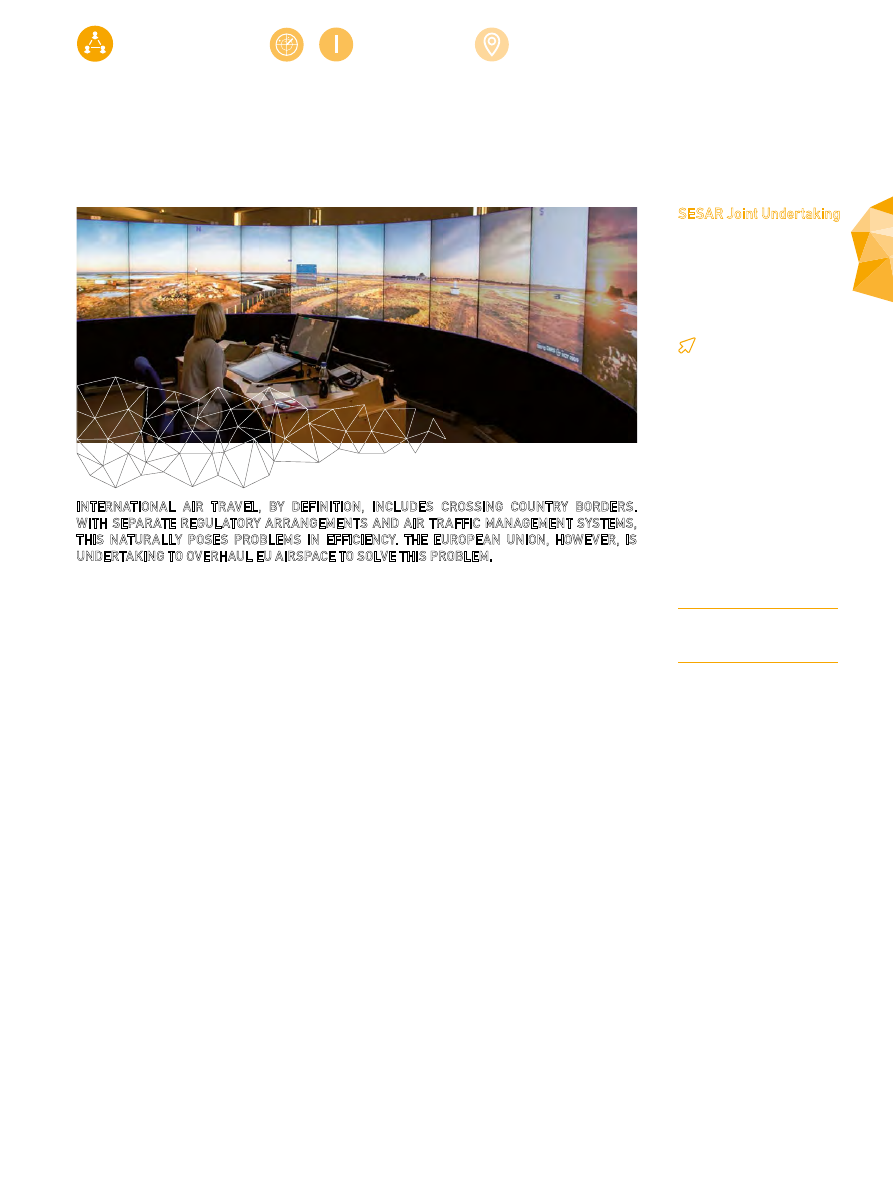 SESAR Joint Undertaking
INTERNATIONAL AIR TRAVEL, BY DEFINITION, INCLUDES CROSSING COUNTRY BORDERS.
WITH SEPARATE REGULATORY ARRANGEMENTS AND AIR TRAFFIC MANAGEMENT SYSTEMS,
THIS NATURALLY POSES PROBLEMS IN EFFICIENCY. THE EUROPEAN UNION, HOWEVER, IS
UNDERTAKING TO OVERHAUL EU AIRSPACE TO SOLVE THIS PROBLEM.